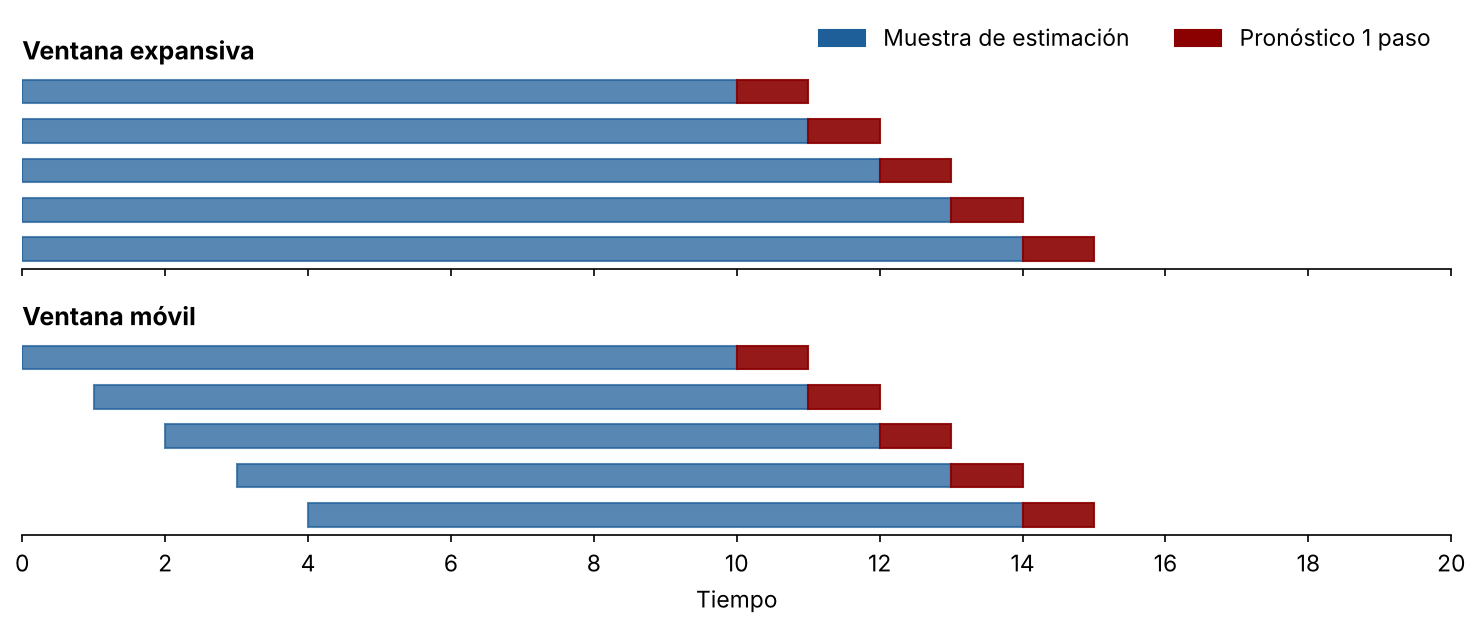 Muestra de estimación Pronóstico 1 paso
Ventana expansiva
Ventana móvil
0 2 4 6 8 10 12 14 16 18 20
Tiempo